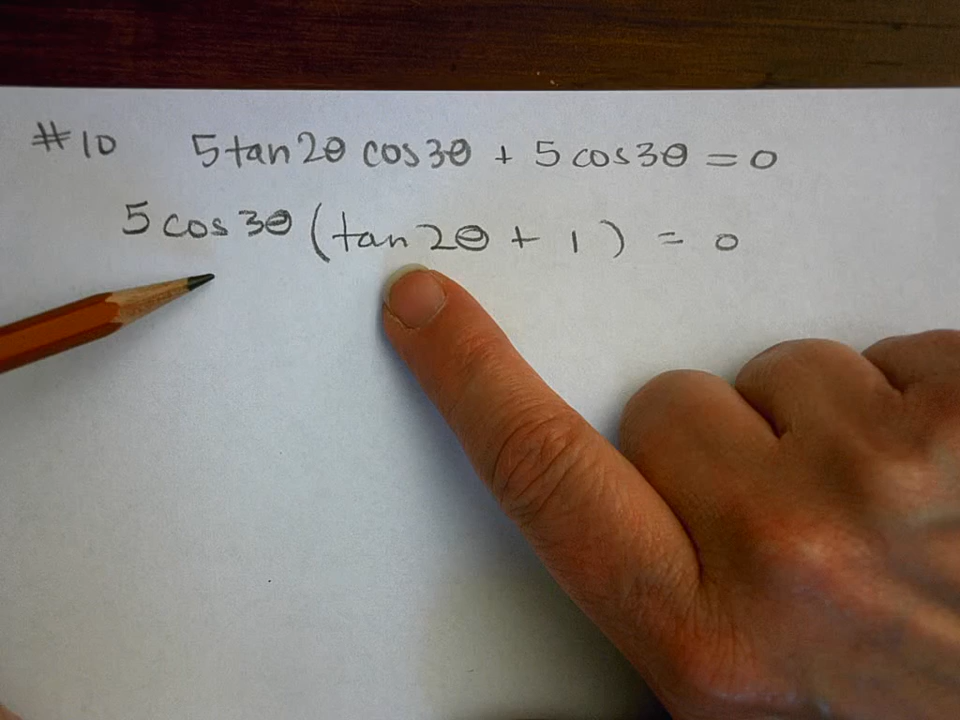 #10 5tan2θ cos3θ + 5cos3θ = 0
5cos3θ (tan2θ + 1) = 0